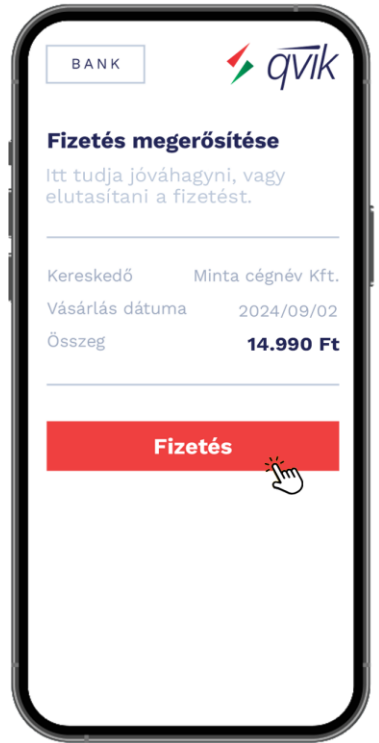 BANK
qvik
Fizetés megerősítése
Itt tudja jóváhagyni, vagy
elutasítani a fizetést.
Kereskedő Minta cégnév Kft.
Vásárlás dátuma 2024/09/02
Összeg 14.990 Ft
Fizetés